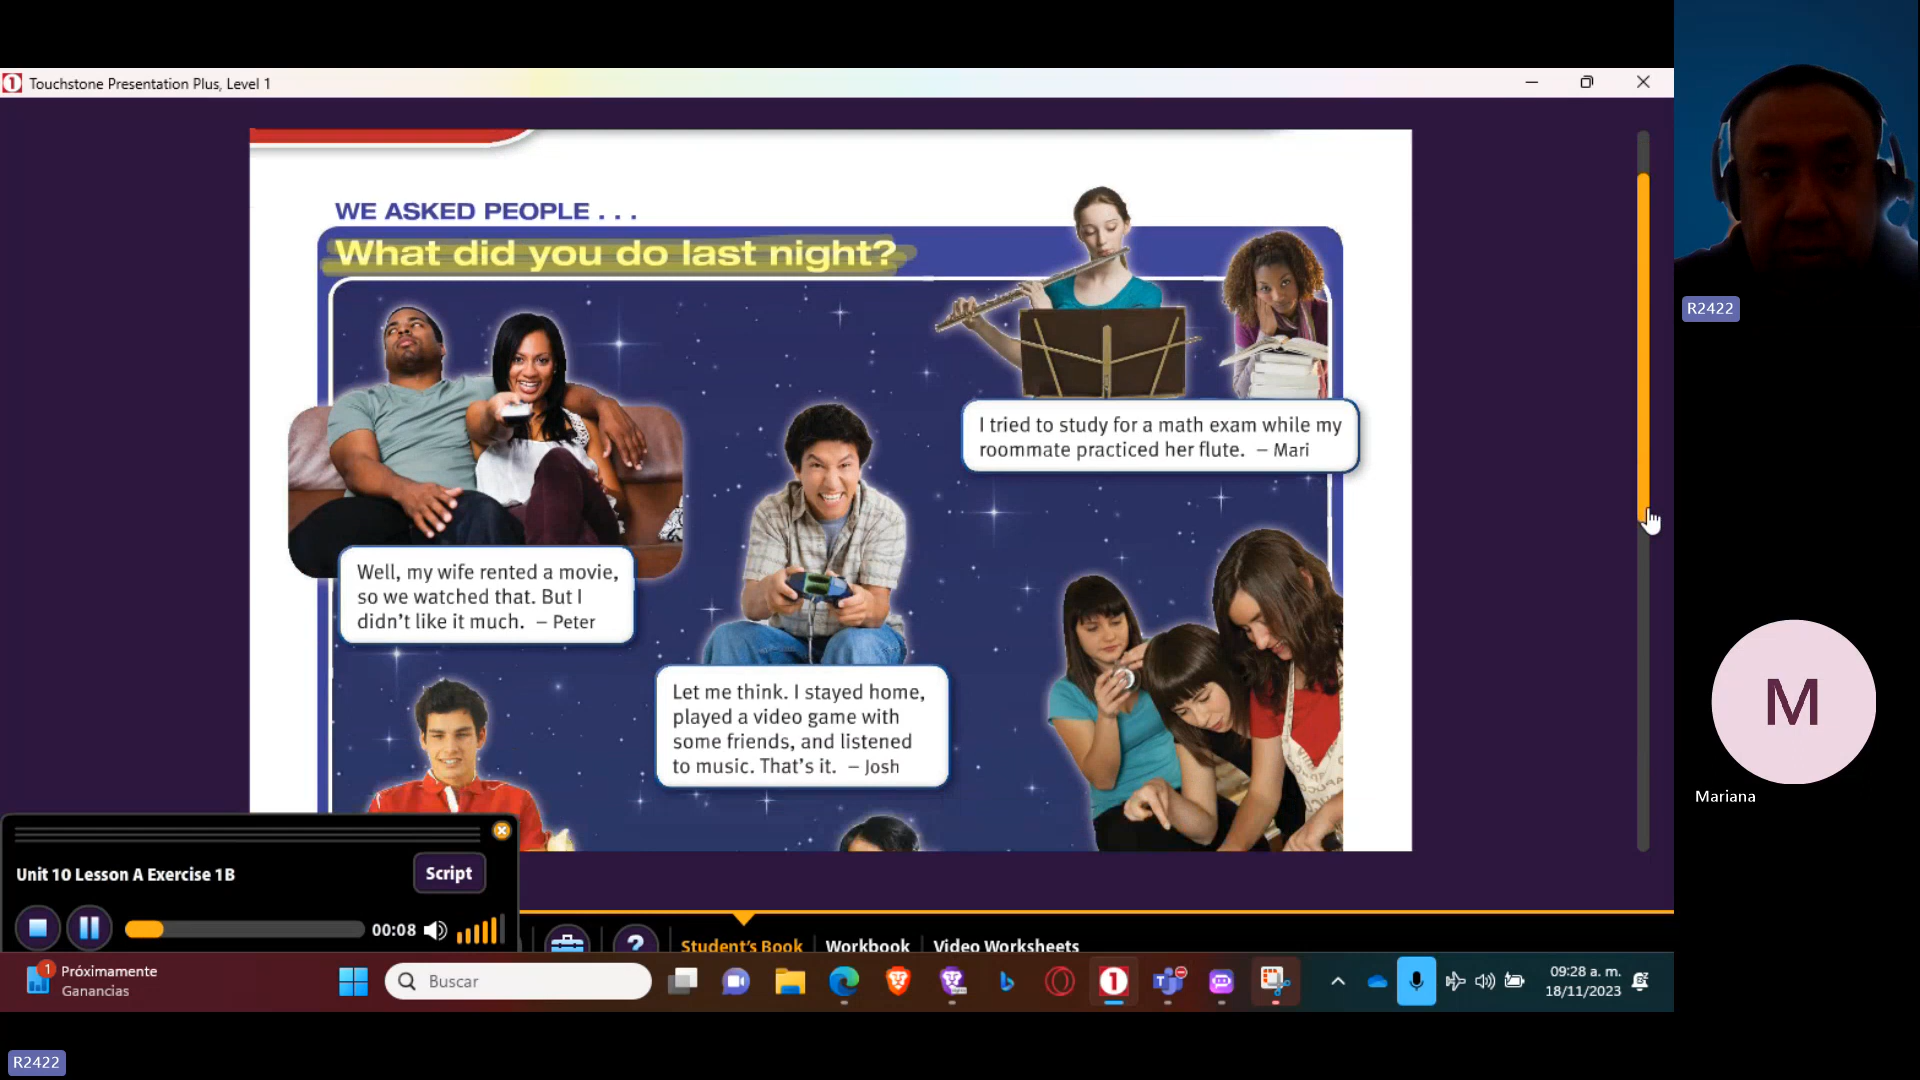 Touchstone Presentation Plus, Level 1
WE ASKED PEOPLE . . .
What did you do last night?
I tried to study for a math exam while my
roommate practiced her flute. – Mari
Well, my wife rented a movie,
so we watched that. But I
didn't like it much. – Peter
Let me think. I stayed home,
played a video game with
some friends, and listened
to music. That's it. – Josh
Unit 10 Lesson A Exercise 1B
Script
00:08
?
Student's Book
Workbook
Video Worksheets
1
Próximamente
Ganancias
Buscar
09:28 a. m.
18/11/2023
R2422
M
Mariana
R2422